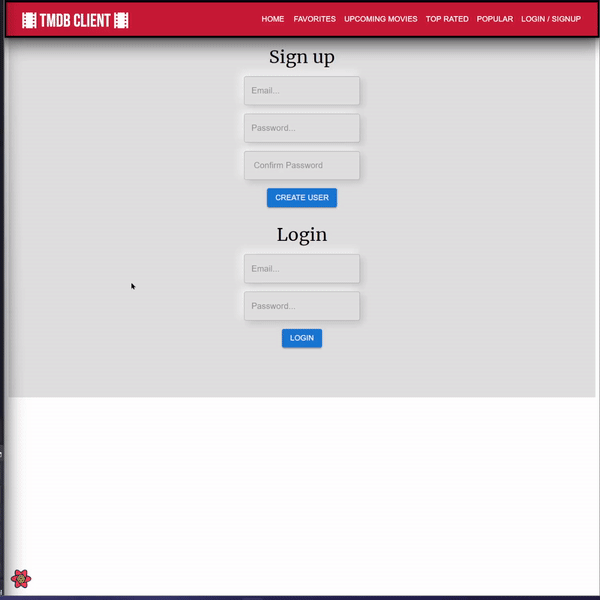 TMDB CLIENT
HOME FAVORITES UPCOMING MOVIES TOP RATED POPULAR LOGIN / SIGNUP
Sign up
Email...
Password...
Confirm Password
CREATE USER
Login
Email...
Password...
LOGIN